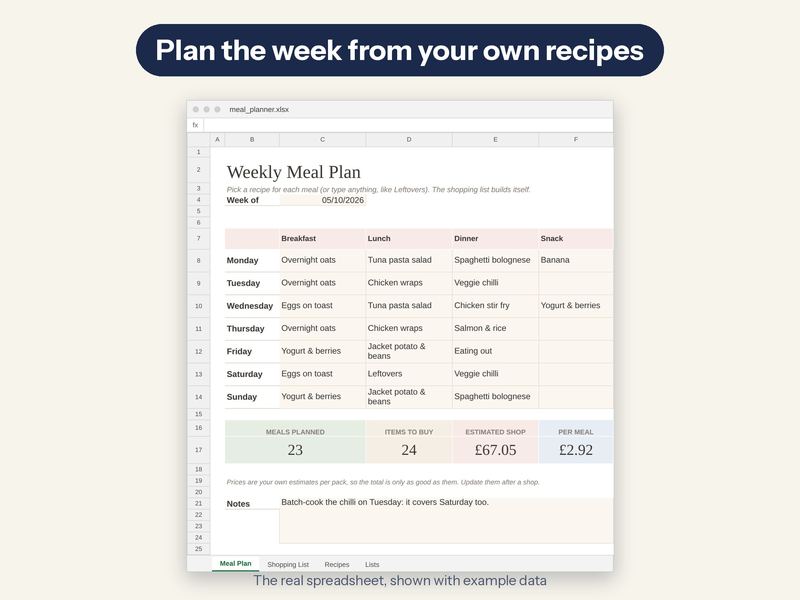 Plan the week from your own recipes
meal_planner.xlsx
fx
A B C D E F
1
2 Weekly Meal Plan
3 Pick a recipe for each meal (or type anything, like Leftovers). The shopping list builds itself.
4 Week of 05/10/2026
5
6
7 Breakfast Lunch Dinner Snack
8 Monday Overnight oats Tuna pasta salad Spaghetti bolognese Banana
9 Tuesday Overnight oats Chicken wraps Veggie chilli
10 Wednesday Eggs on toast Tuna pasta salad Chicken stir fry Yogurt & berries
11 Thursday Overnight oats Chicken wraps Salmon & rice
12 Friday Yogurt & berries Jacket potato & beans Eating out
13 Saturday Eggs on toast Leftovers Veggie chilli
14 Sunday Yogurt & berries Jacket potato & beans Spaghetti bolognese
15
16 MEALS PLANNED ITEMS TO BUY ESTIMATED SHOP PER MEAL
17 23 24 £67.05 £2.92
18
19 Prices are your own estimates per pack, so the total is only as good as them. Update them after a shop.
20
21 Notes Batch-cook the chilli on Tuesday: it covers Saturday too.
22
23
24
25
Meal Plan Shopping List Recipes Lists
The real spreadsheet, shown with example data